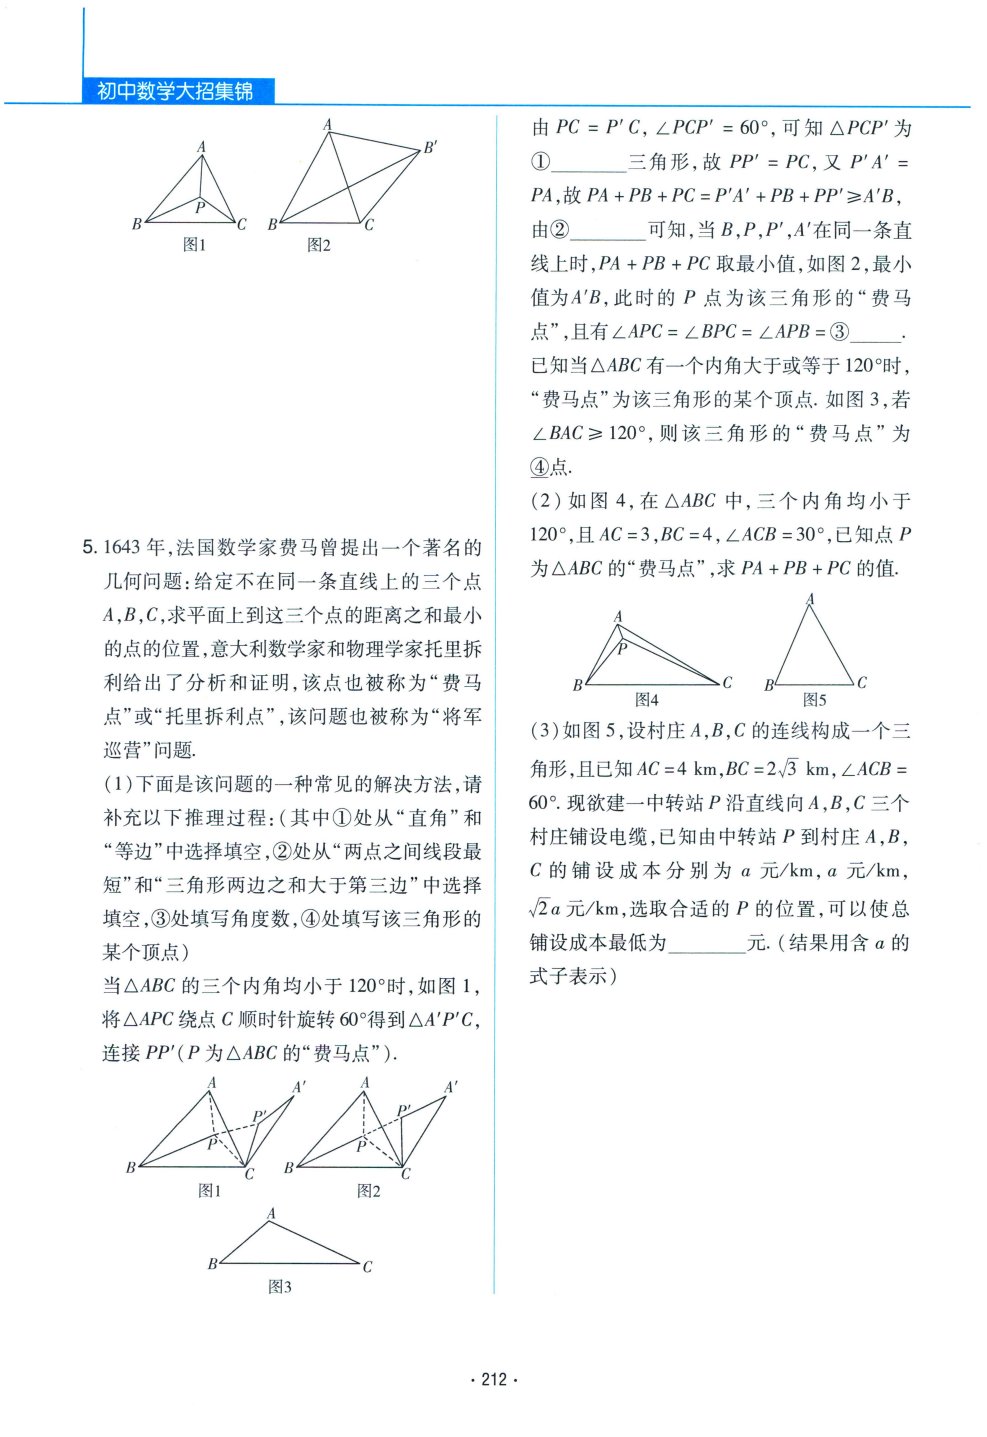 初中数学大招集锦
A
P
B
C
图1
A
B'
B
C
图2
5. 1643 年,法国数学家费马曾提出一个著名的
几何问题:给定不在同一条直线上的三个点
A,B,C,求平面上到这三个点的距离之和最小
的点的位置,意大利数学家和物理学家托里拆
利给出了分析和证明,该点也被称为“费马
点”或“托里拆利点”,该问题也被称为“将军
巡营”问题.
(1)下面是该问题的一种常见的解决方法,请
补充以下推理过程:(其中①处从“直角”和
“等边”中选择填空,②处从“两点之间线段最
短”和“三角形两边之和大于第三边”中选择
填空,③处填写角度数,④处填写该三角形的
某个顶点)
当△ABC 的三个内角均小于 120°时,如图 1,
将△APC 绕点 C 顺时针旋转 60°得到△A'P'C,
连接 PP'(P 为△ABC 的“费马点”).
A
A'
P'
P
B
C
图1
A
A'
P'
P
B
C
图2
A
B
C
图3
由 PC = P'C, ∠PCP' = 60°, 可知 △PCP' 为
①________三角形,故 PP' = PC, 又 P'A' =
PA,故 PA + PB + PC = P'A' + PB + PP' ≥ A'B,
由②________可知,当 B,P,P',A'在同一条直
线上时,PA + PB + PC 取最小值,如图 2,最小
值为A'B,此时的 P 点为该三角形的“费马
点”,且有∠APC = ∠BPC = ∠APB = ③_____.
已知当△ABC 有一个内角大于或等于 120°时,
“费马点”为该三角形的某个顶点. 如图 3,若
∠BAC ≥ 120°,则该三角形的“费马点”为
④点.
(2)如图 4,在 △ABC 中,三个内角均小于
120°,且 AC = 3,BC = 4,∠ACB = 30°,已知点 P
为△ABC 的“费马点”,求 PA + PB + PC 的值.
A
P
B
C
图4
A
B
C
图5
(3)如图 5,设村庄 A,B,C 的连线构成一个三
角形,且已知 AC = 4 km,BC = 2√3 km,∠ACB =
60°. 现欲建一中转站 P 沿直线向 A,B,C 三个
村庄铺设电缆,已知由中转站 P 到村庄 A,B,
C 的铺设成本分别为 a 元/km, a 元/km,
√2a 元/km,选取合适的 P 的位置,可以使总
铺设成本最低为________元. (结果用含 a 的
式子表示)
· 212 ·